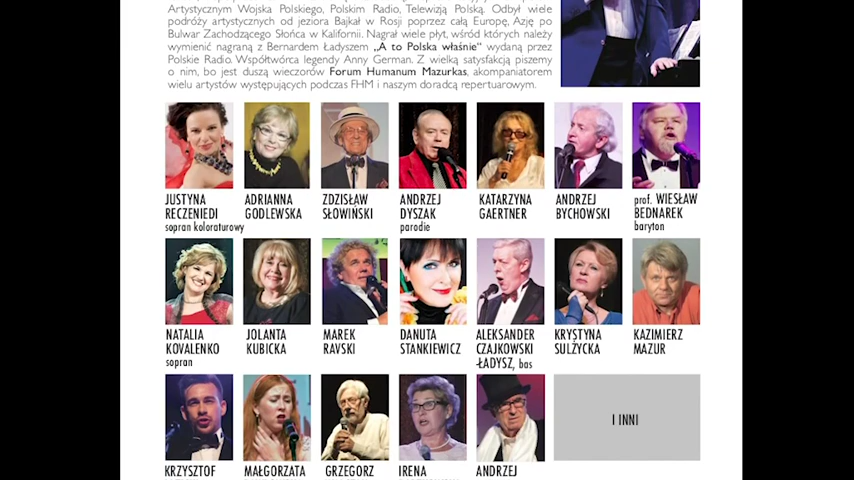 Artystycznym Wojska Polskiego, Polskim Radio, Telewizją Polską. Odbył wiele
podróży artystycznych od jeziora Bajkał w Rosji poprzez całą Europę, Azję po
Bulwar Zachodzącego Słońca w Kalifornii. Nagrał wiele płyt, wśród których należy
wymienić nagraną z Bernardem Ładyszem „A to Polska właśnie" wydaną przez
Polskie Radio. Współtwórca legendy Anny German. Z wielką satysfakcją piszemy
o nim, bo jest duszą wieczorów Forum Humanum Mazurkas, akompaniatorem
wielu artystów występujących podczas FHM i naszym doradcą repertuarowym.
JUSTYNA
RECZENIEDI
sopran koloraturowy
ADRIANNA
GODLEWSKA
ZDZISŁAW
SŁOWIŃSKI
ANDRZEJ
DYSZAK
parodie
KATARZYNA
GAERTNER
ANDRZEJ
BYCHOWSKI
prof. WIESŁAW
BEDNAREK
baryton
NATALIA
KOVALENKO
sopran
JOLANTA
KUBICKA
MAREK
RAVSKI
DANUTA
STANKIEWICZ
ALEKSANDER
CZAJKOWSKI
-ŁADYSZ, bas
KRYSTYNA
SULŻYCKA
KAZIMIERZ
MAZUR
KRZYSZTOF
MAŁGORZATA
GRZEGORZ
IRENA
ANDRZEJ
I INNI